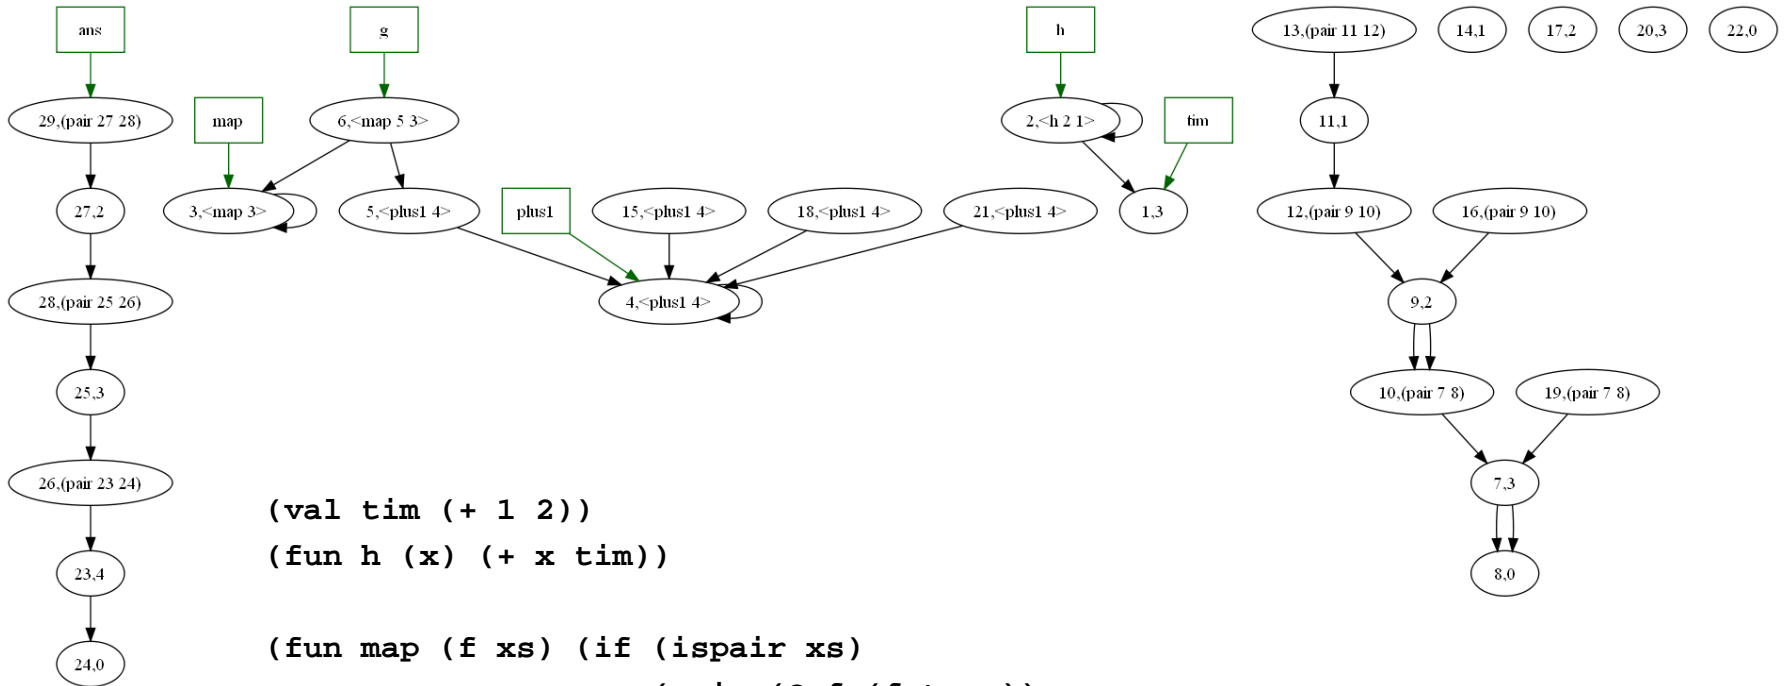 ans
g
h
13,(pair 11 12)
14,1
17,2
20,3
22,0
29,(pair 27 28)
map
6,<map 5 3>
2,<h 2 1>
tim
11,1
27,2
3,<map 3>
5,<plus1 4>
plus1
15,<plus1 4>
18,<plus1 4>
21,<plus1 4>
1,3
12,(pair 9 10)
16,(pair 9 10)
28,(pair 25 26)
4,<plus1 4>
9,2
25,3
10,(pair 7 8)
19,(pair 7 8)
26,(pair 23 24)
7,3
(val tim (+ 1 2))
(fun h (x) (+ x tim))
23,4
8,0
(fun map (f xs) (if (ispair xs)
24,0